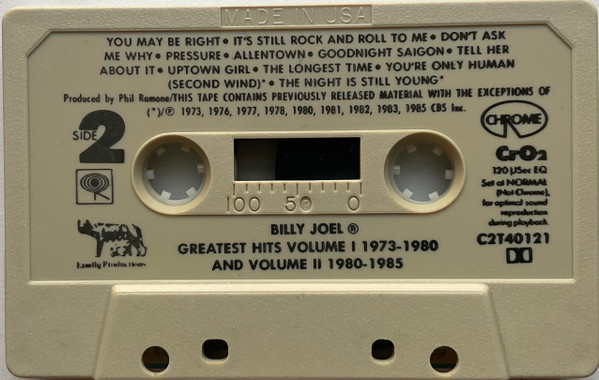 MADE IN USA
YOU MAY BE RIGHT • IT'S STILL ROCK AND ROLL TO ME • DON'T ASK
ME WHY • PRESSURE • ALLENTOWN • GOODNIGHT SAIGON • TELL HER
ABOUT IT • UPTOWN GIRL • THE LONGEST TIME • YOU'RE ONLY HUMAN
(SECOND WIND)* • THE NIGHT IS STILL YOUNG*
Produced by Phil Ramone/THIS TAPE CONTAINS PREVIOUSLY RELEASED MATERIAL WITH THE EXCEPTIONS OF
(*)/℗ 1973, 1976, 1977, 1978, 1980, 1981, 1982, 1983, 1985 CBS Inc.
SIDE 2
CHROME
CrO2
120 µSec EQ
Set at NORMAL
(Not Chrome),
for optimal sound
reproduction
during playback.
C2T40121
100 50 0
Family Productions
BILLY JOEL ®
GREATEST HITS VOLUME I 1973-1980
AND VOLUME II 1980-1985